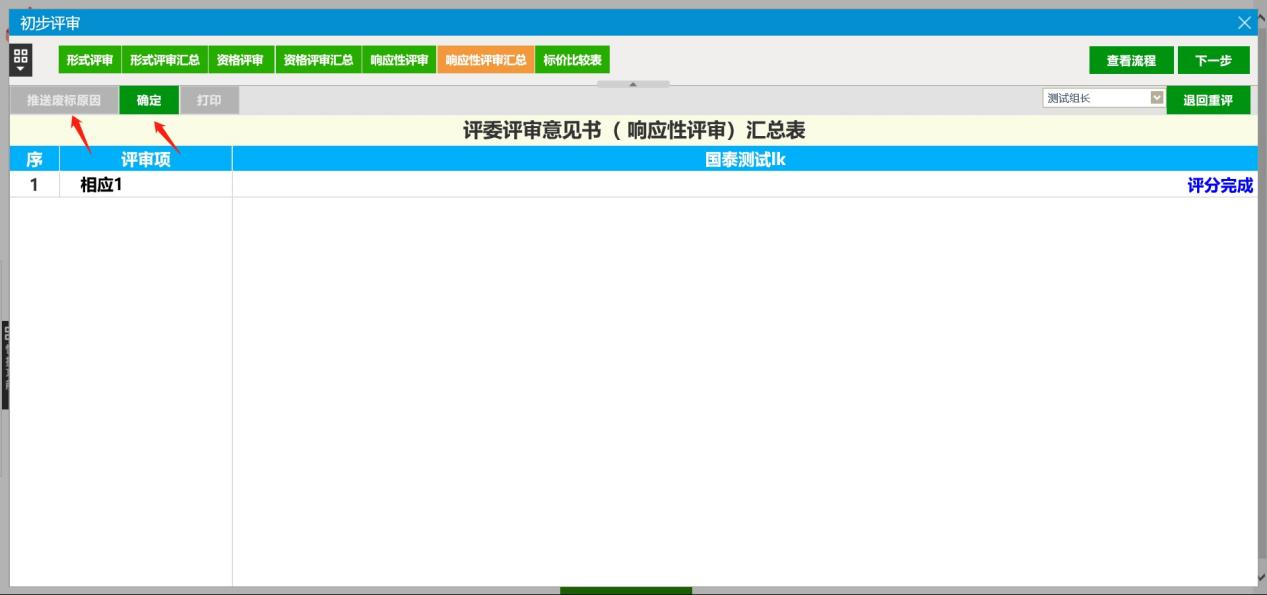 初步评审
形式评审 形式评审汇总 资格评审 资格评审汇总 响应性评审 响应性评审汇总 标价比较表 查看流程 下一步
推送废标原因 确定 打印 测试组长 退回重评
评委评审意见书（响应性评审）汇总表
序 评审项 国泰测试lk
1 相应1 评分完成